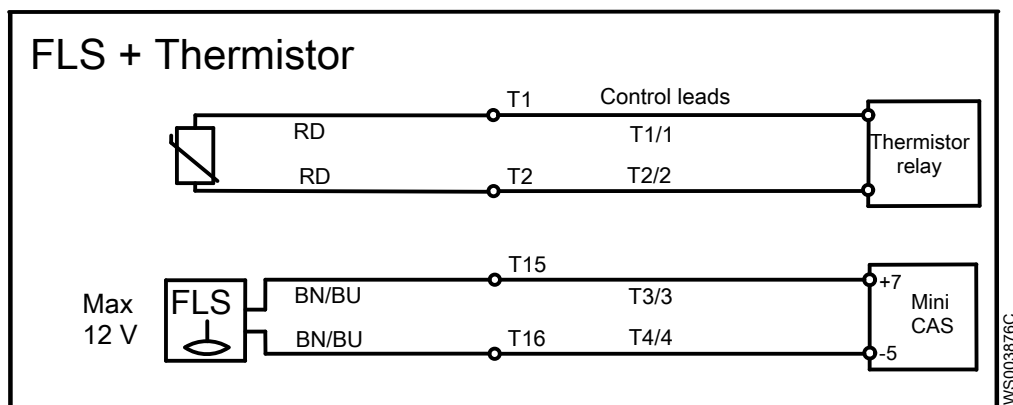 FLS + Thermistor
T1
Control leads
RD
T1/1
Thermistor
relay
RD
T2
T2/2
T15
Max
12 V
FLS
BN/BU
T3/3
+7
Mini
CAS
BN/BU
T16
T4/4
-5
WS003876C